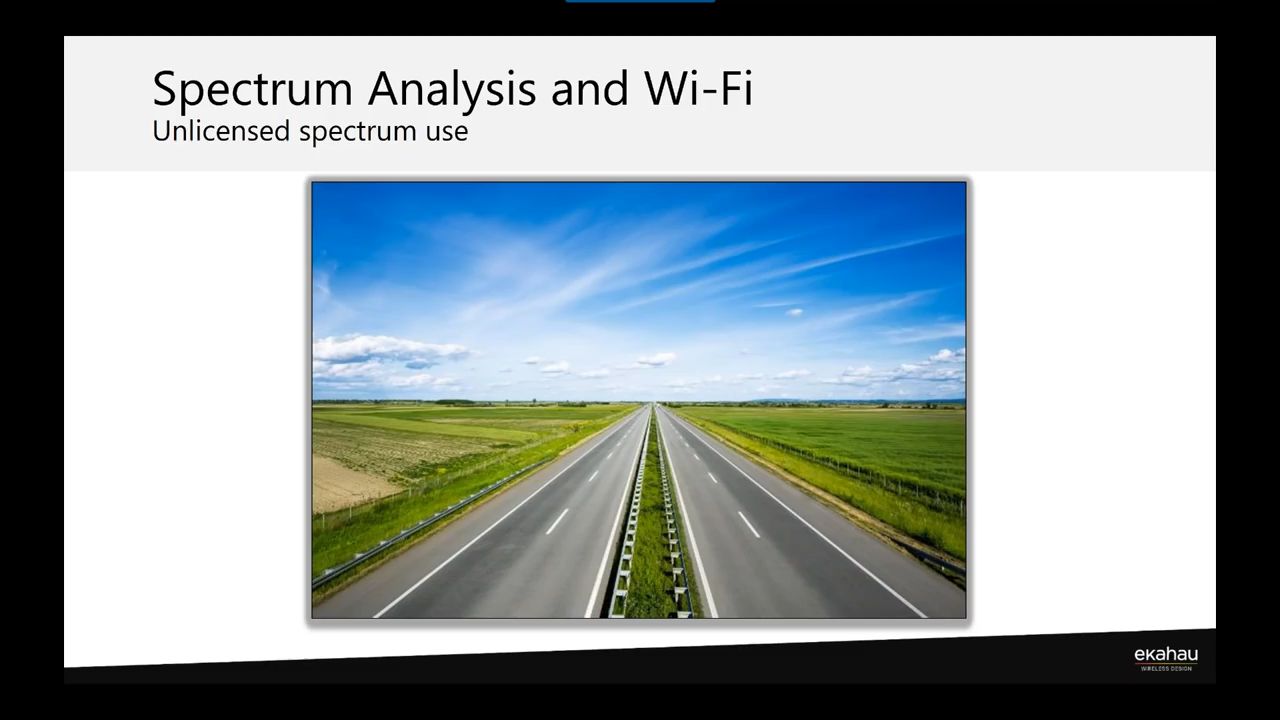 Spectrum Analysis and Wi-Fi
Unlicensed spectrum use
ekahau
WIRELESS DESIGN